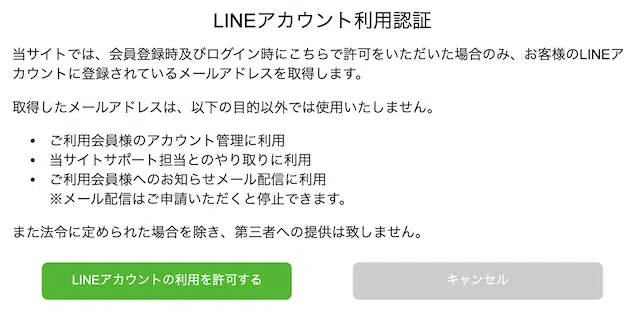 LINEアカウント利用認証
当サイトでは、会員登録時及びログイン時にこちらで許可をいただいた場合のみ、お客様のLINEア
カウントに登録されているメールアドレスを取得します。
取得したメールアドレスは、以下の目的以外では使用いたしません。
• ご利用会員様のアカウント管理に利用
• 当サイトサポート担当とのやり取りに利用
• ご利用会員様へのお知らせメール配信に利用
※メール配信はご申請いただくと停止できます。
また法令に定められた場合を除き、第三者への提供は致しません。
LINEアカウントの利用を許可する
キャンセル